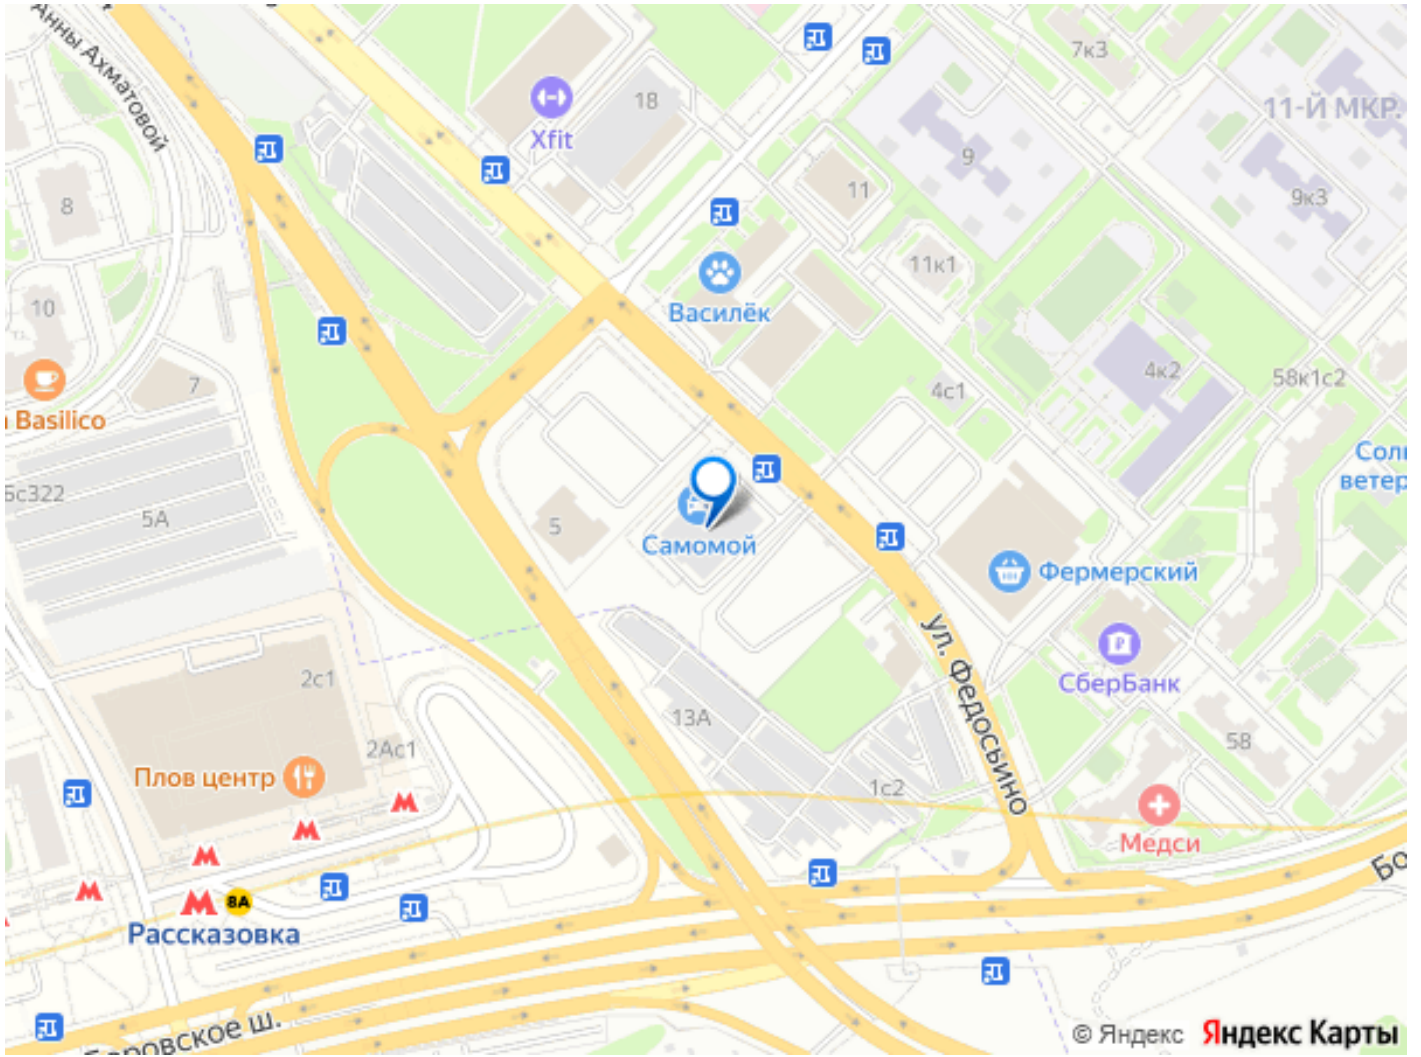 Анны Ахматовой
7к3
11-Й МКР.
18
Xfit
9
8
11
9к3
11к1
10
Василёк
7
4к2
58к1с2
4с1
Basilico
5А
5
Самомой
Фермерский
ул. Федосьино
СберБанк
2с1
13А
58
2Ас1
Плов центр
1с2
Медси
8А
Рассказовка
© Яндекс
Яндекс Карты